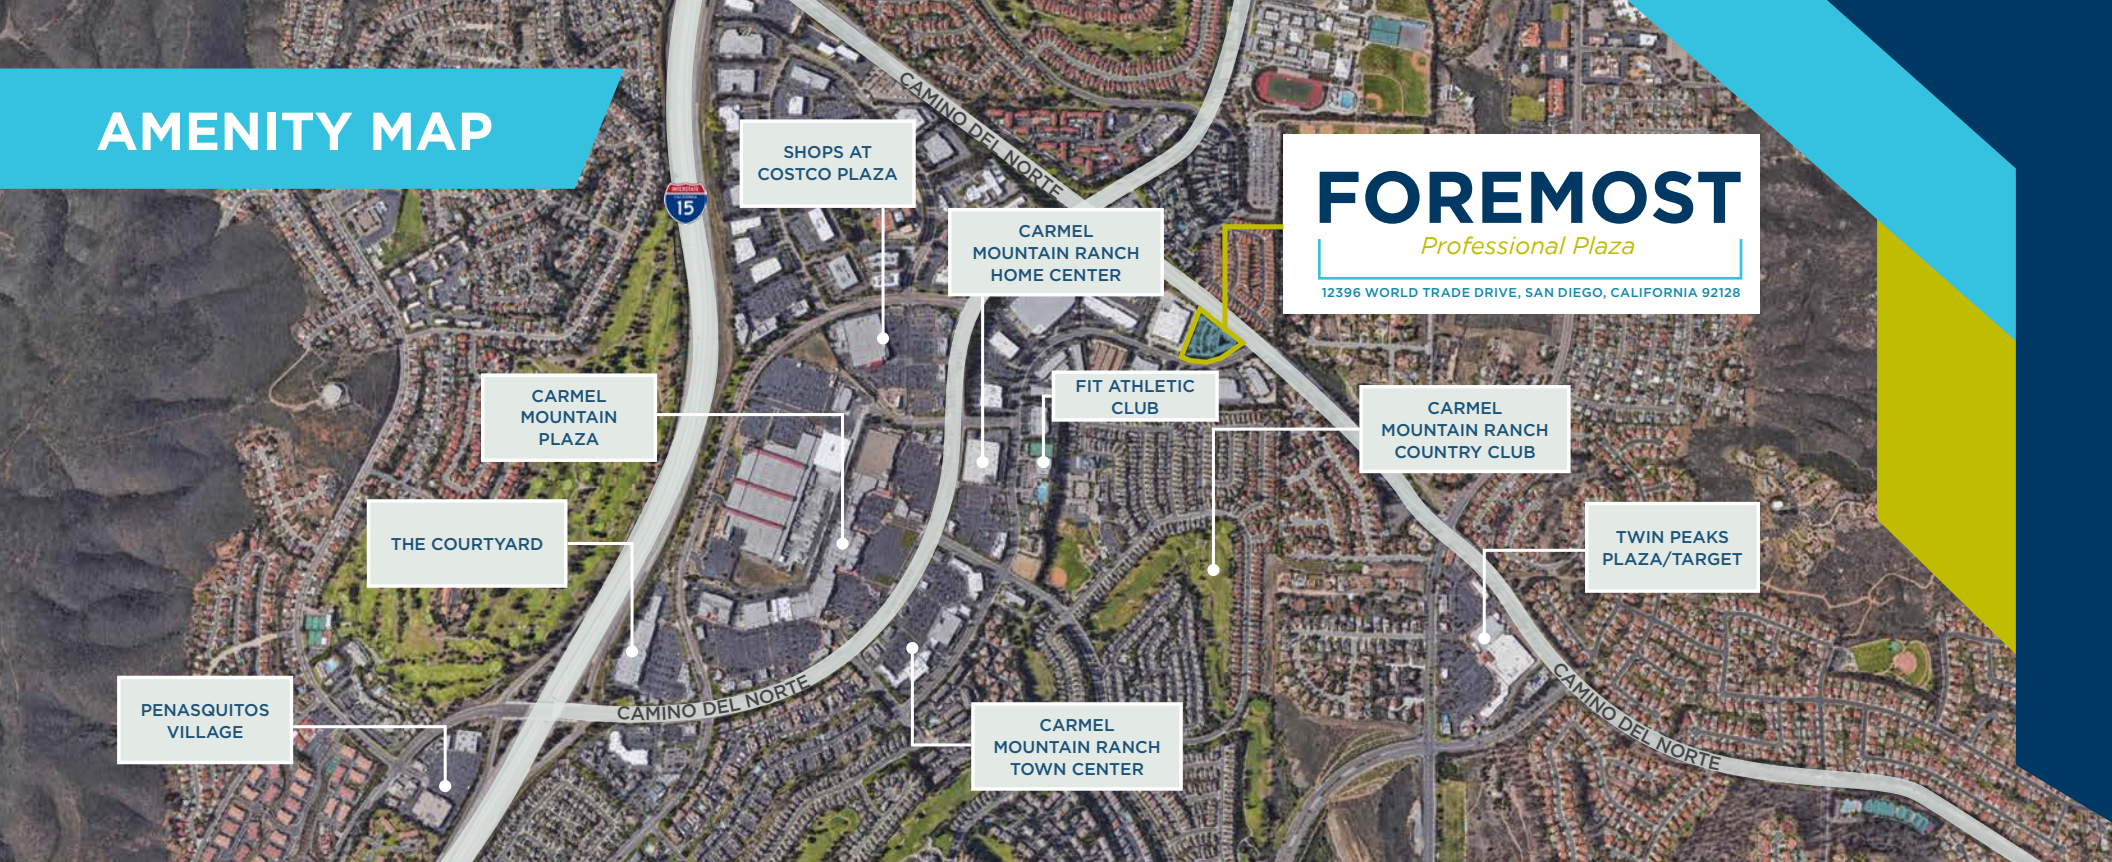 AMENITY MAP
CAMINO DEL NORTE
SHOPS AT
COSTCO PLAZA
INTERSTATE
CALIFORNIA
15
FOREMOST
Professional Plaza
12396 WORLD TRADE DRIVE, SAN DIEGO, CALIFORNIA 92128
CARMEL
MOUNTAIN RANCH
HOME CENTER
CARMEL
MOUNTAIN
PLAZA
FIT ATHLETIC
CLUB
CARMEL
MOUNTAIN RANCH
COUNTRY CLUB
THE COURTYARD
TWIN PEAKS
PLAZA/TARGET
PENASQUITOS
VILLAGE
CAMINO DEL NORTE
CARMEL
MOUNTAIN RANCH
TOWN CENTER
CAMINO DEL NORTE